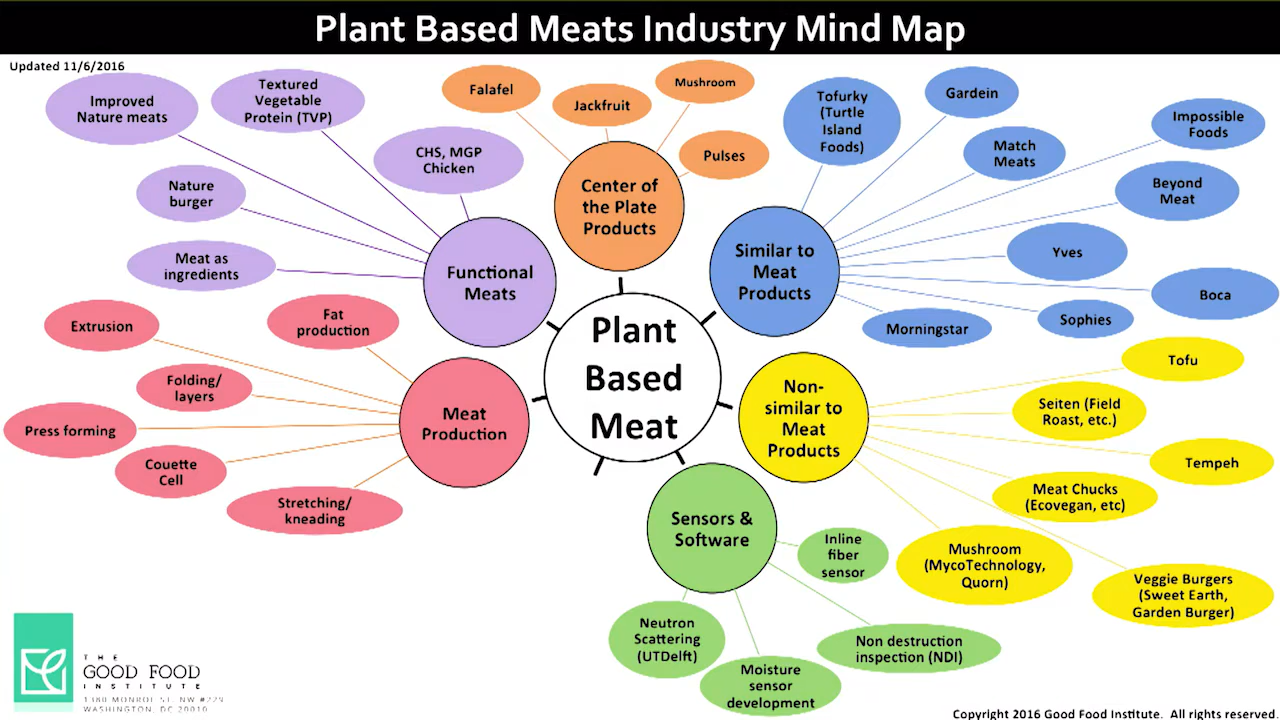 Plant Based Meats Industry Mind Map
Updated 11/6/2016
Improved
Nature meats
Textured
Vegetable
Protein (TVP)
CHS, MGP
Chicken
Nature
burger
Meat as
ingredients
Functional
Meats
Falafel
Jackfruit
Mushroom
Pulses
Center of
the Plate
Products
Tofurky
(Turtle
Island
Foods)
Gardein
Match
Meats
Impossible
Foods
Beyond
Meat
Yves
Boca
Sophies
Morningstar
Similar to
Meat
Products
Plant
Based
Meat
Extrusion
Fat
production
Folding/
layers
Press forming
Couette
Cell
Stretching/
kneading
Meat
Production
Non-
similar to
Meat
Products
Tofu
Seiten (Field
Roast, etc.)
Tempeh
Meat Chucks
(Ecovegan, etc)
Mushroom
(MycoTechnology,
Quorn)
Veggie Burgers
(Sweet Earth,
Garden Burger)
Sensors &
Software
Inline
fiber
sensor
Neutron
Scattering
(UTDelft)
Moisture
sensor
development
Non destruction
inspection (NDI)
THE
GOOD FOOD
INSTITUTE
1380 MONROE ST. NW #229
WASHINGTON, DC 20010
Copyright 2016 Good Food Institute. All rights reserved.